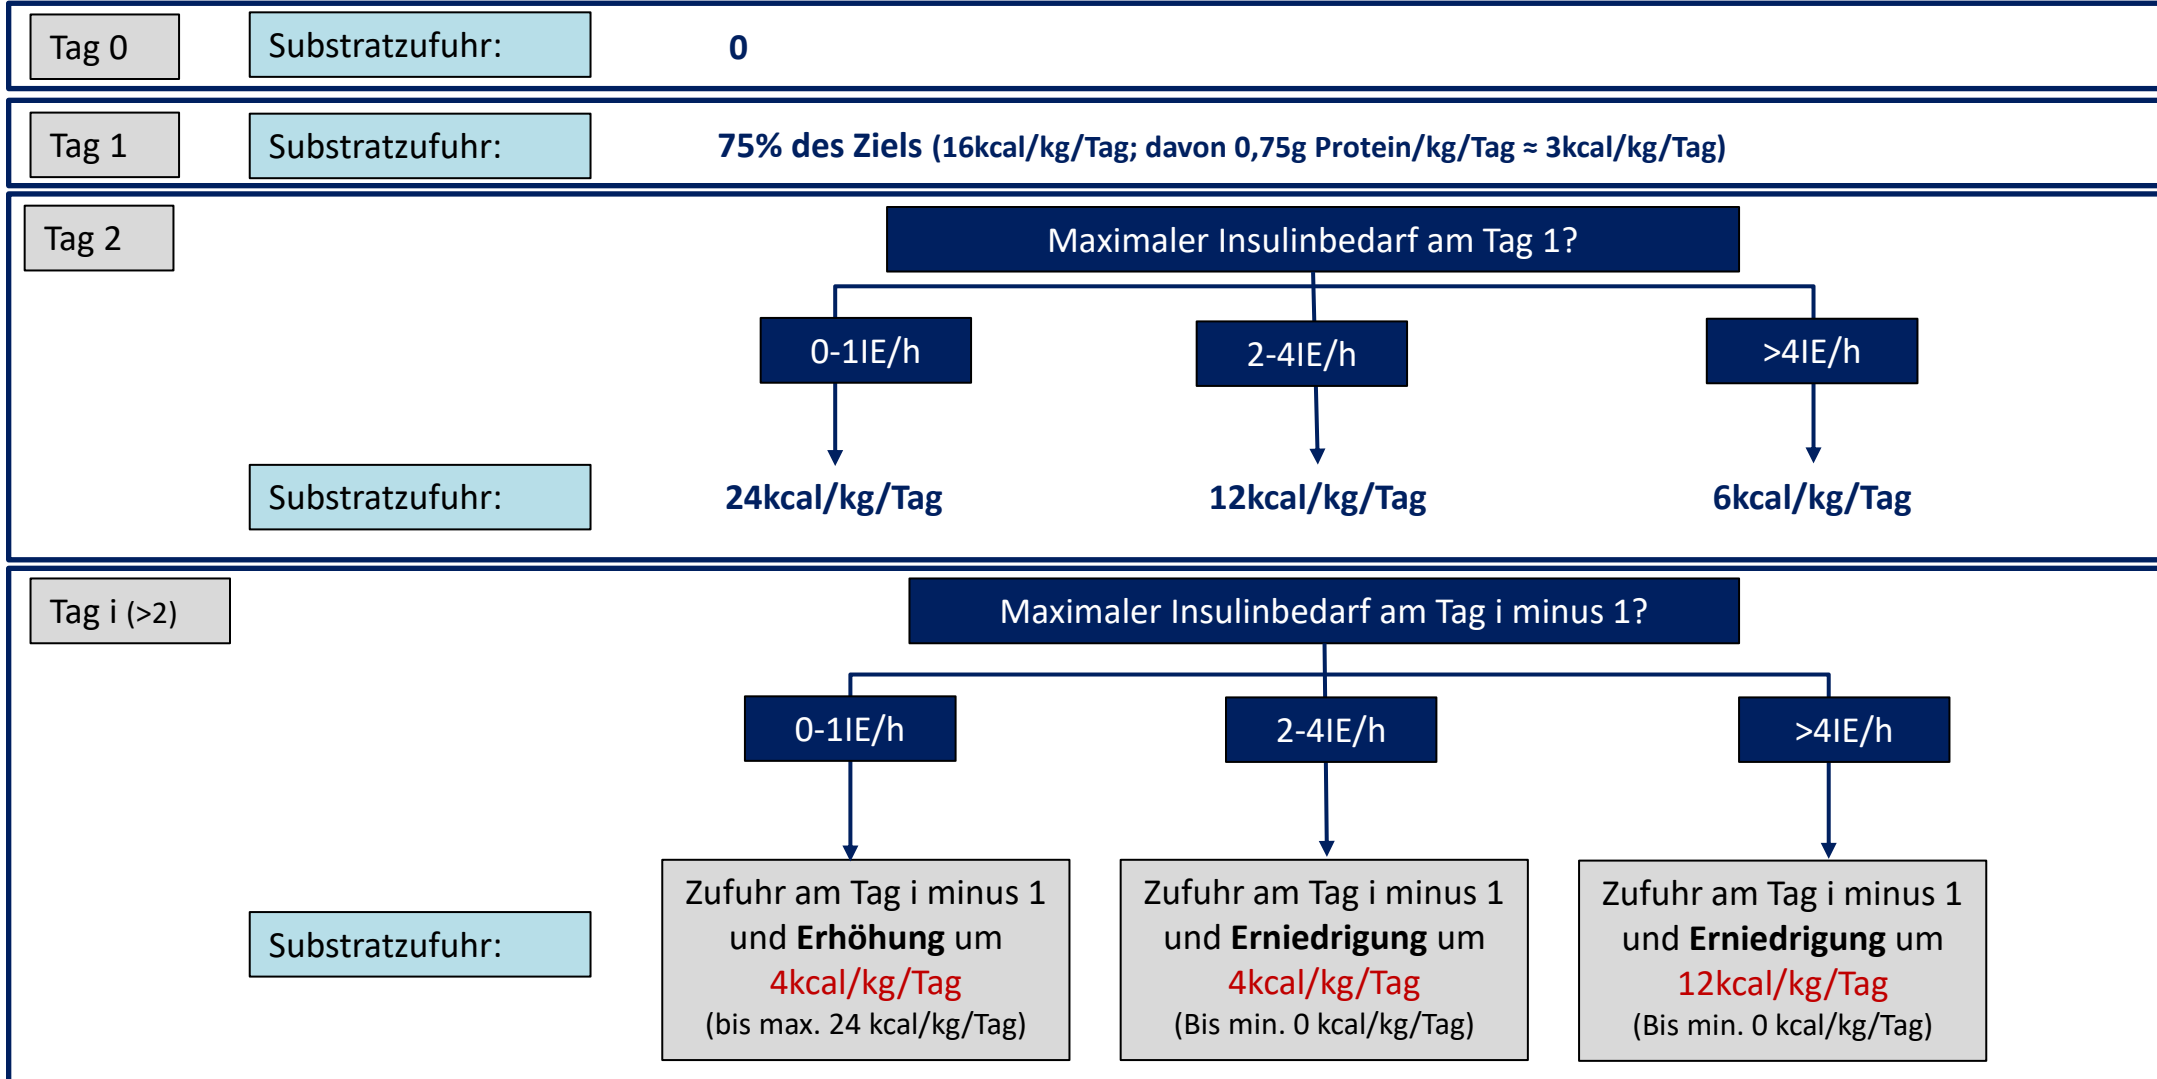 Tag 0
Substratzufuhr:
0
Tag 1
Substratzufuhr:
75% des Ziels (16kcal/kg/Tag; davon 0,75g Protein/kg/Tag ≈ 3kcal/kg/Tag)
Tag 2
Maximaler Insulinbedarf am Tag 1?
0-1IE/h
2-4IE/h
>4IE/h
Substratzufuhr:
24kcal/kg/Tag
12kcal/kg/Tag
6kcal/kg/Tag
Tag i (>2)
Maximaler Insulinbedarf am Tag i minus 1?
0-1IE/h
2-4IE/h
>4IE/h
Substratzufuhr:
Zufuhr am Tag i minus 1
und Erhöhung um
4kcal/kg/Tag
(bis max. 24 kcal/kg/Tag)
Zufuhr am Tag i minus 1
und Erniedrigung um
4kcal/kg/Tag
(Bis min. 0 kcal/kg/Tag)
Zufuhr am Tag i minus 1
und Erniedrigung um
12kcal/kg/Tag
(Bis min. 0 kcal/kg/Tag)